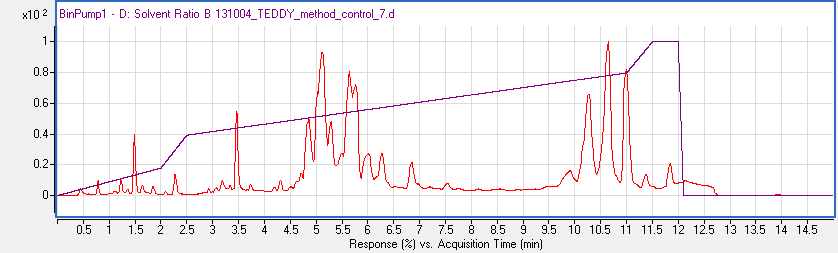 x10 2 BinPump1 - D: Solvent Ratio B 131004_TEDDY_method_control_7.d
1
0.8
0.6
0.4
0.2
0
0.5 1 1.5 2 2.5 3 3.5 4 4.5 5 5.5 6 6.5 7 7.5 8 8.5 9 9.5 10 10.5 11 11.5 12 12.5 13 13.5 14 14.5
Response (%) vs. Acquisition Time (min)